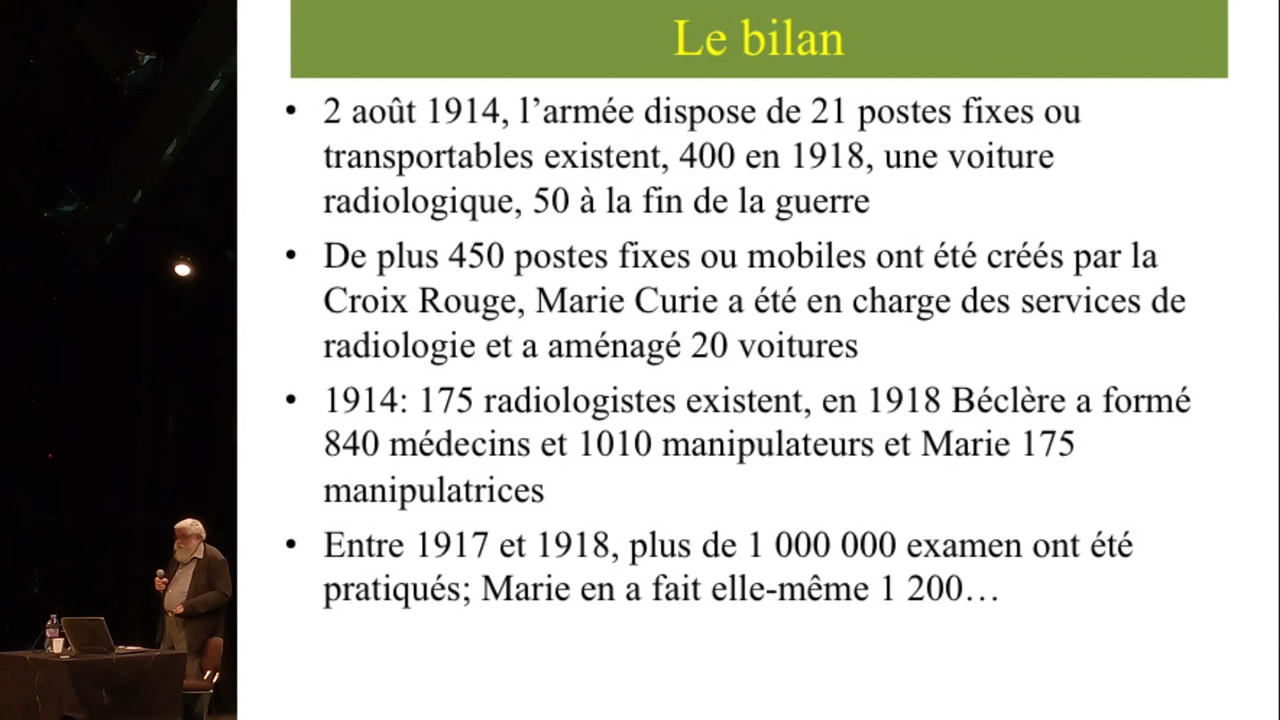 Le bilan
• 2 août 1914, l’armée dispose de 21 postes fixes ou
transportables existent, 400 en 1918, une voiture
radiologique, 50 à la fin de la guerre
• De plus 450 postes fixes ou mobiles ont été créés par la
Croix Rouge, Marie Curie a été en charge des services de
radiologie et a aménagé 20 voitures
• 1914: 175 radiologistes existent, en 1918 Béclère a formé
840 médecins et 1010 manipulateurs et Marie 175
manipulatrices
• Entre 1917 et 1918, plus de 1 000 000 examen ont été
pratiqués; Marie en a fait elle-même 1 200…